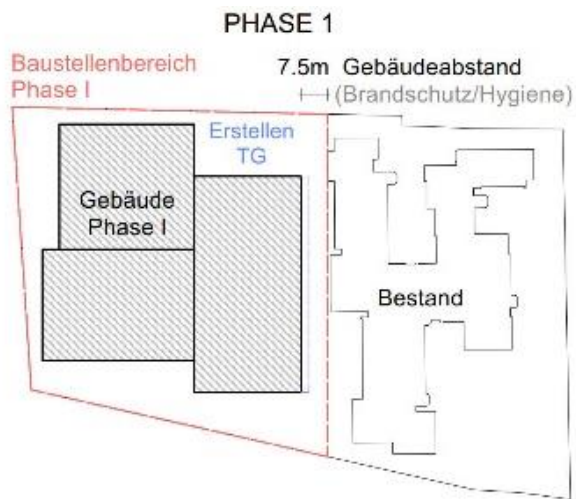 PHASE 1
Baustellenbereich
Phase I
7.5m Gebäudeabstand
(Brandschutz/Hygiene)
Erstellen
TG
Gebäude
Phase I
Bestand